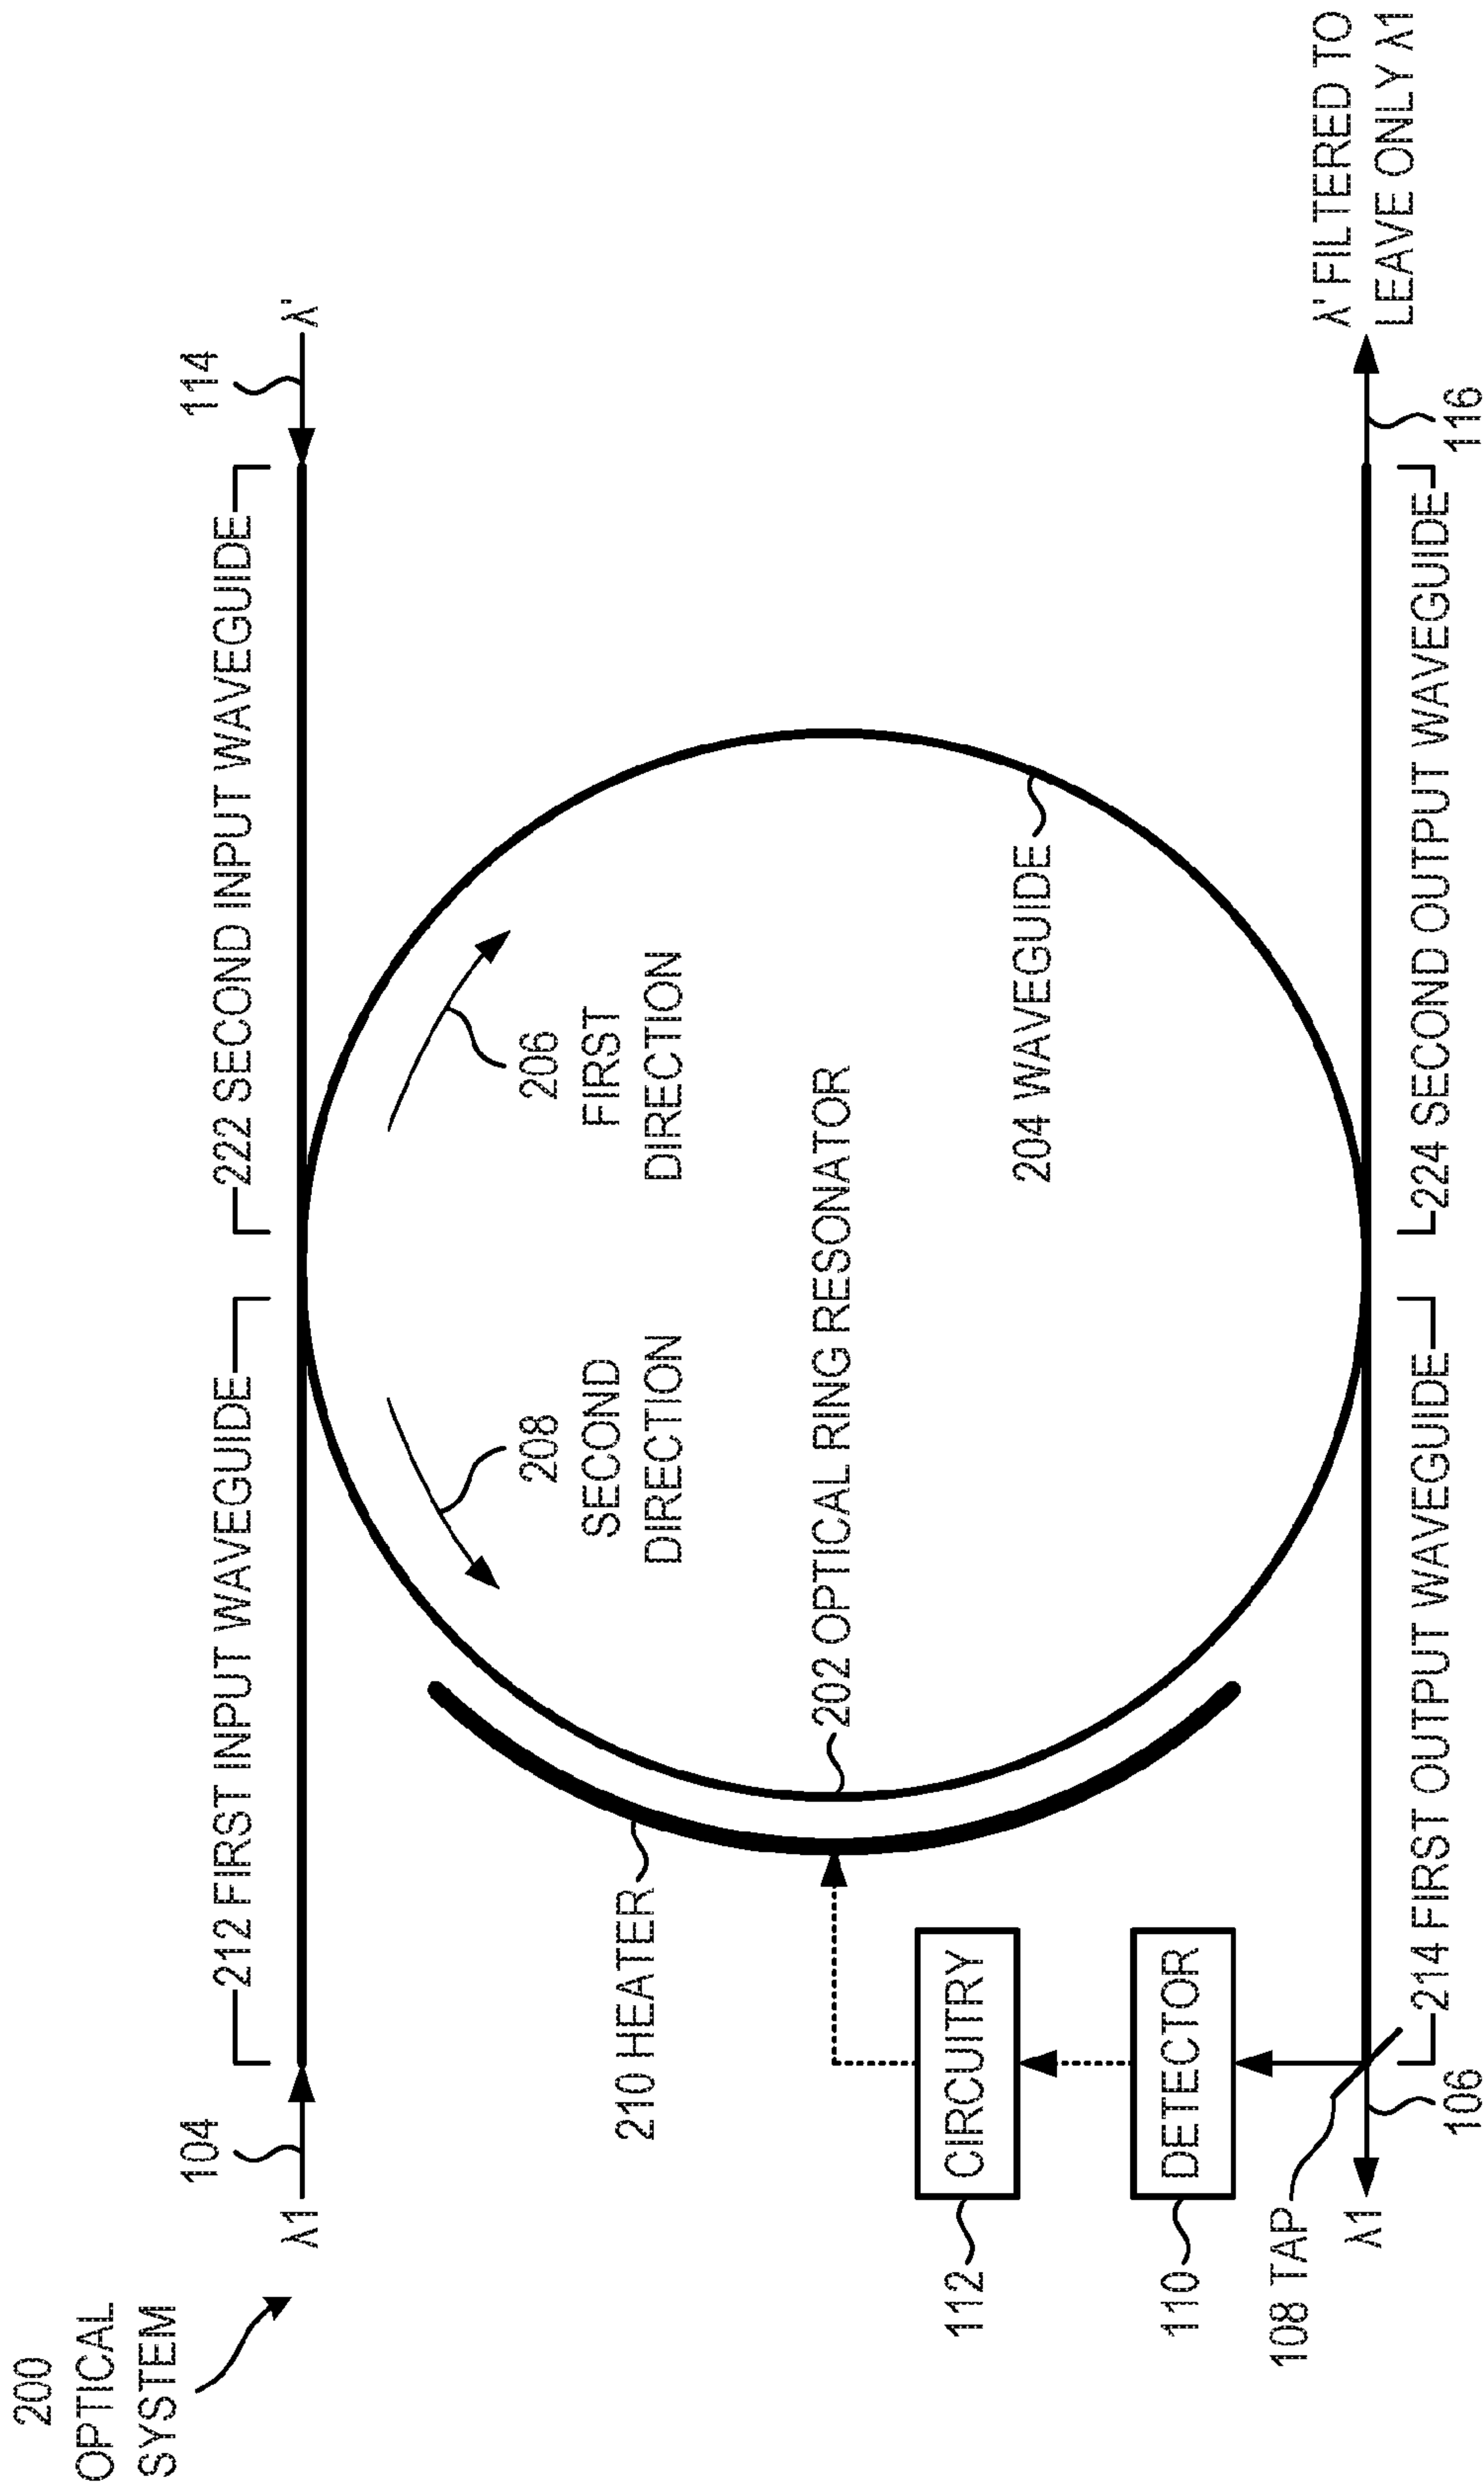 200
OPTICAL
SYSTEM
104
λ1
212 FIRST INPUT WAVEGUIDE
222 SECOND INPUT WAVEGUIDE
114
λ'
208
SECOND
DIRECTION
206
FIRST
DIRECTION
210 HEATER
202 OPTICAL RING RESONATOR
204 WAVEGUIDE
112
CIRCUITRY
110
DETECTOR
108 TAP
λ1
106
214 FIRST OUTPUT WAVEGUIDE
224 SECOND OUTPUT WAVEGUIDE
116
λ' FILTERED TO
LEAVE ONLY λ1